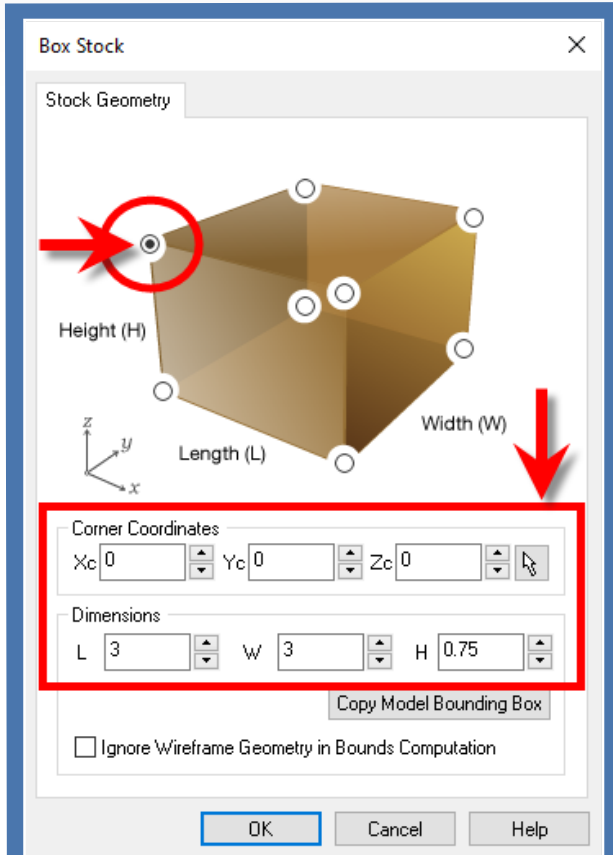 Box Stock
Stock Geometry
Height (H)
Width (W)
Length (L)
z
y
x
Corner Coordinates
Xc 0 Yc 0 Zc 0
Dimensions
L 3 W 3 H 0.75
Copy Model Bounding Box
Ignore Wireframe Geometry in Bounds Computation
OK Cancel Help